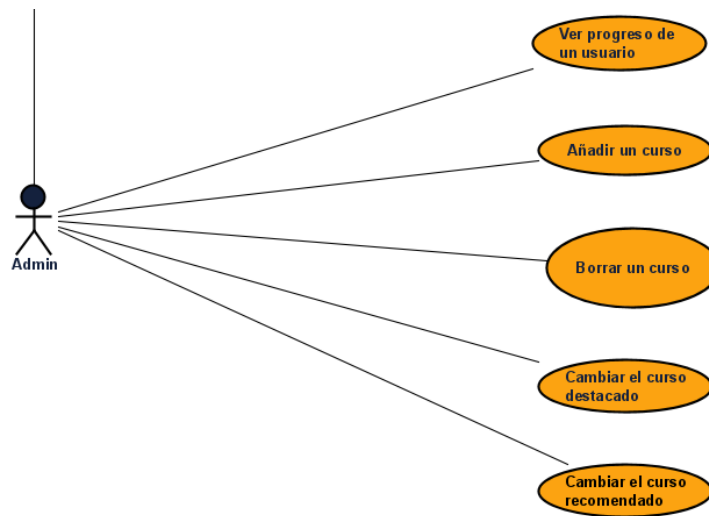 Ver progreso de
un usuario
Añadir un curso
Admin
Borrar un curso
Cambiar el curso
destacado
Cambiar el curso
recomendado